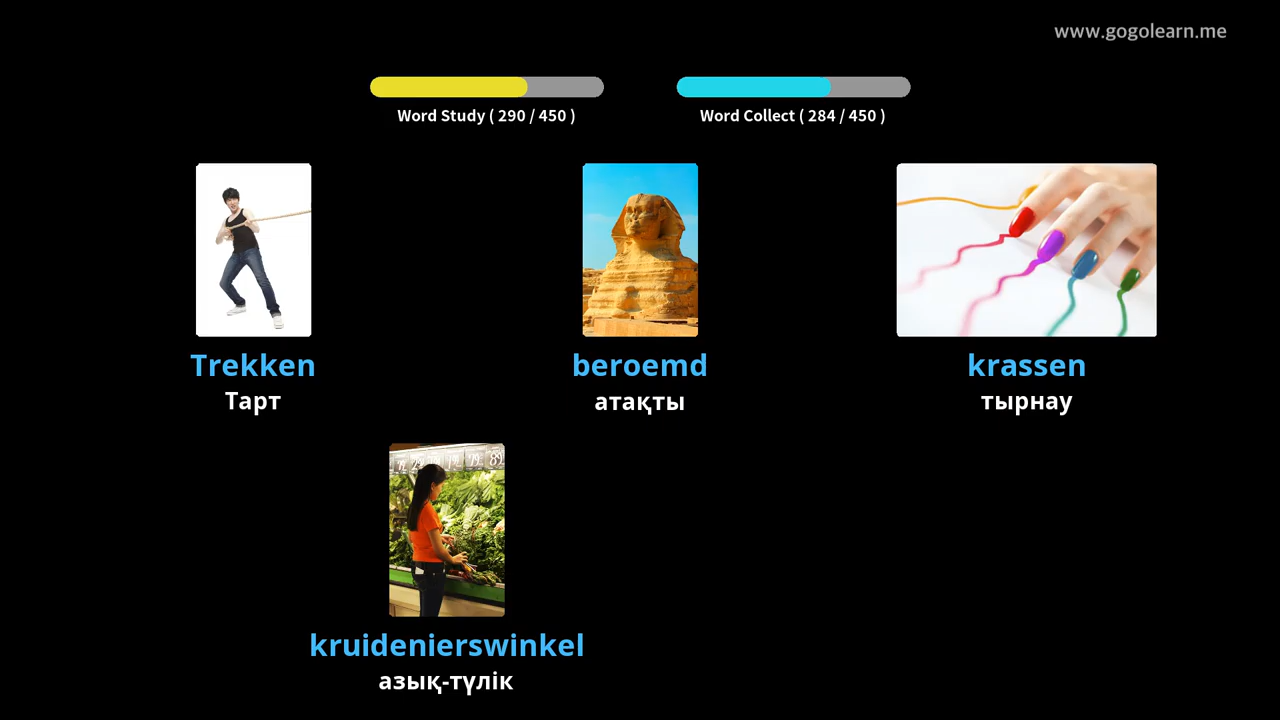 www.gogolearn.me
Word Study ( 290 / 450 )
Word Collect ( 284 / 450 )
Trekken
Тарт
beroemd
атақты
krassen
тырнау
kruidenierswinkel
азық-түлік